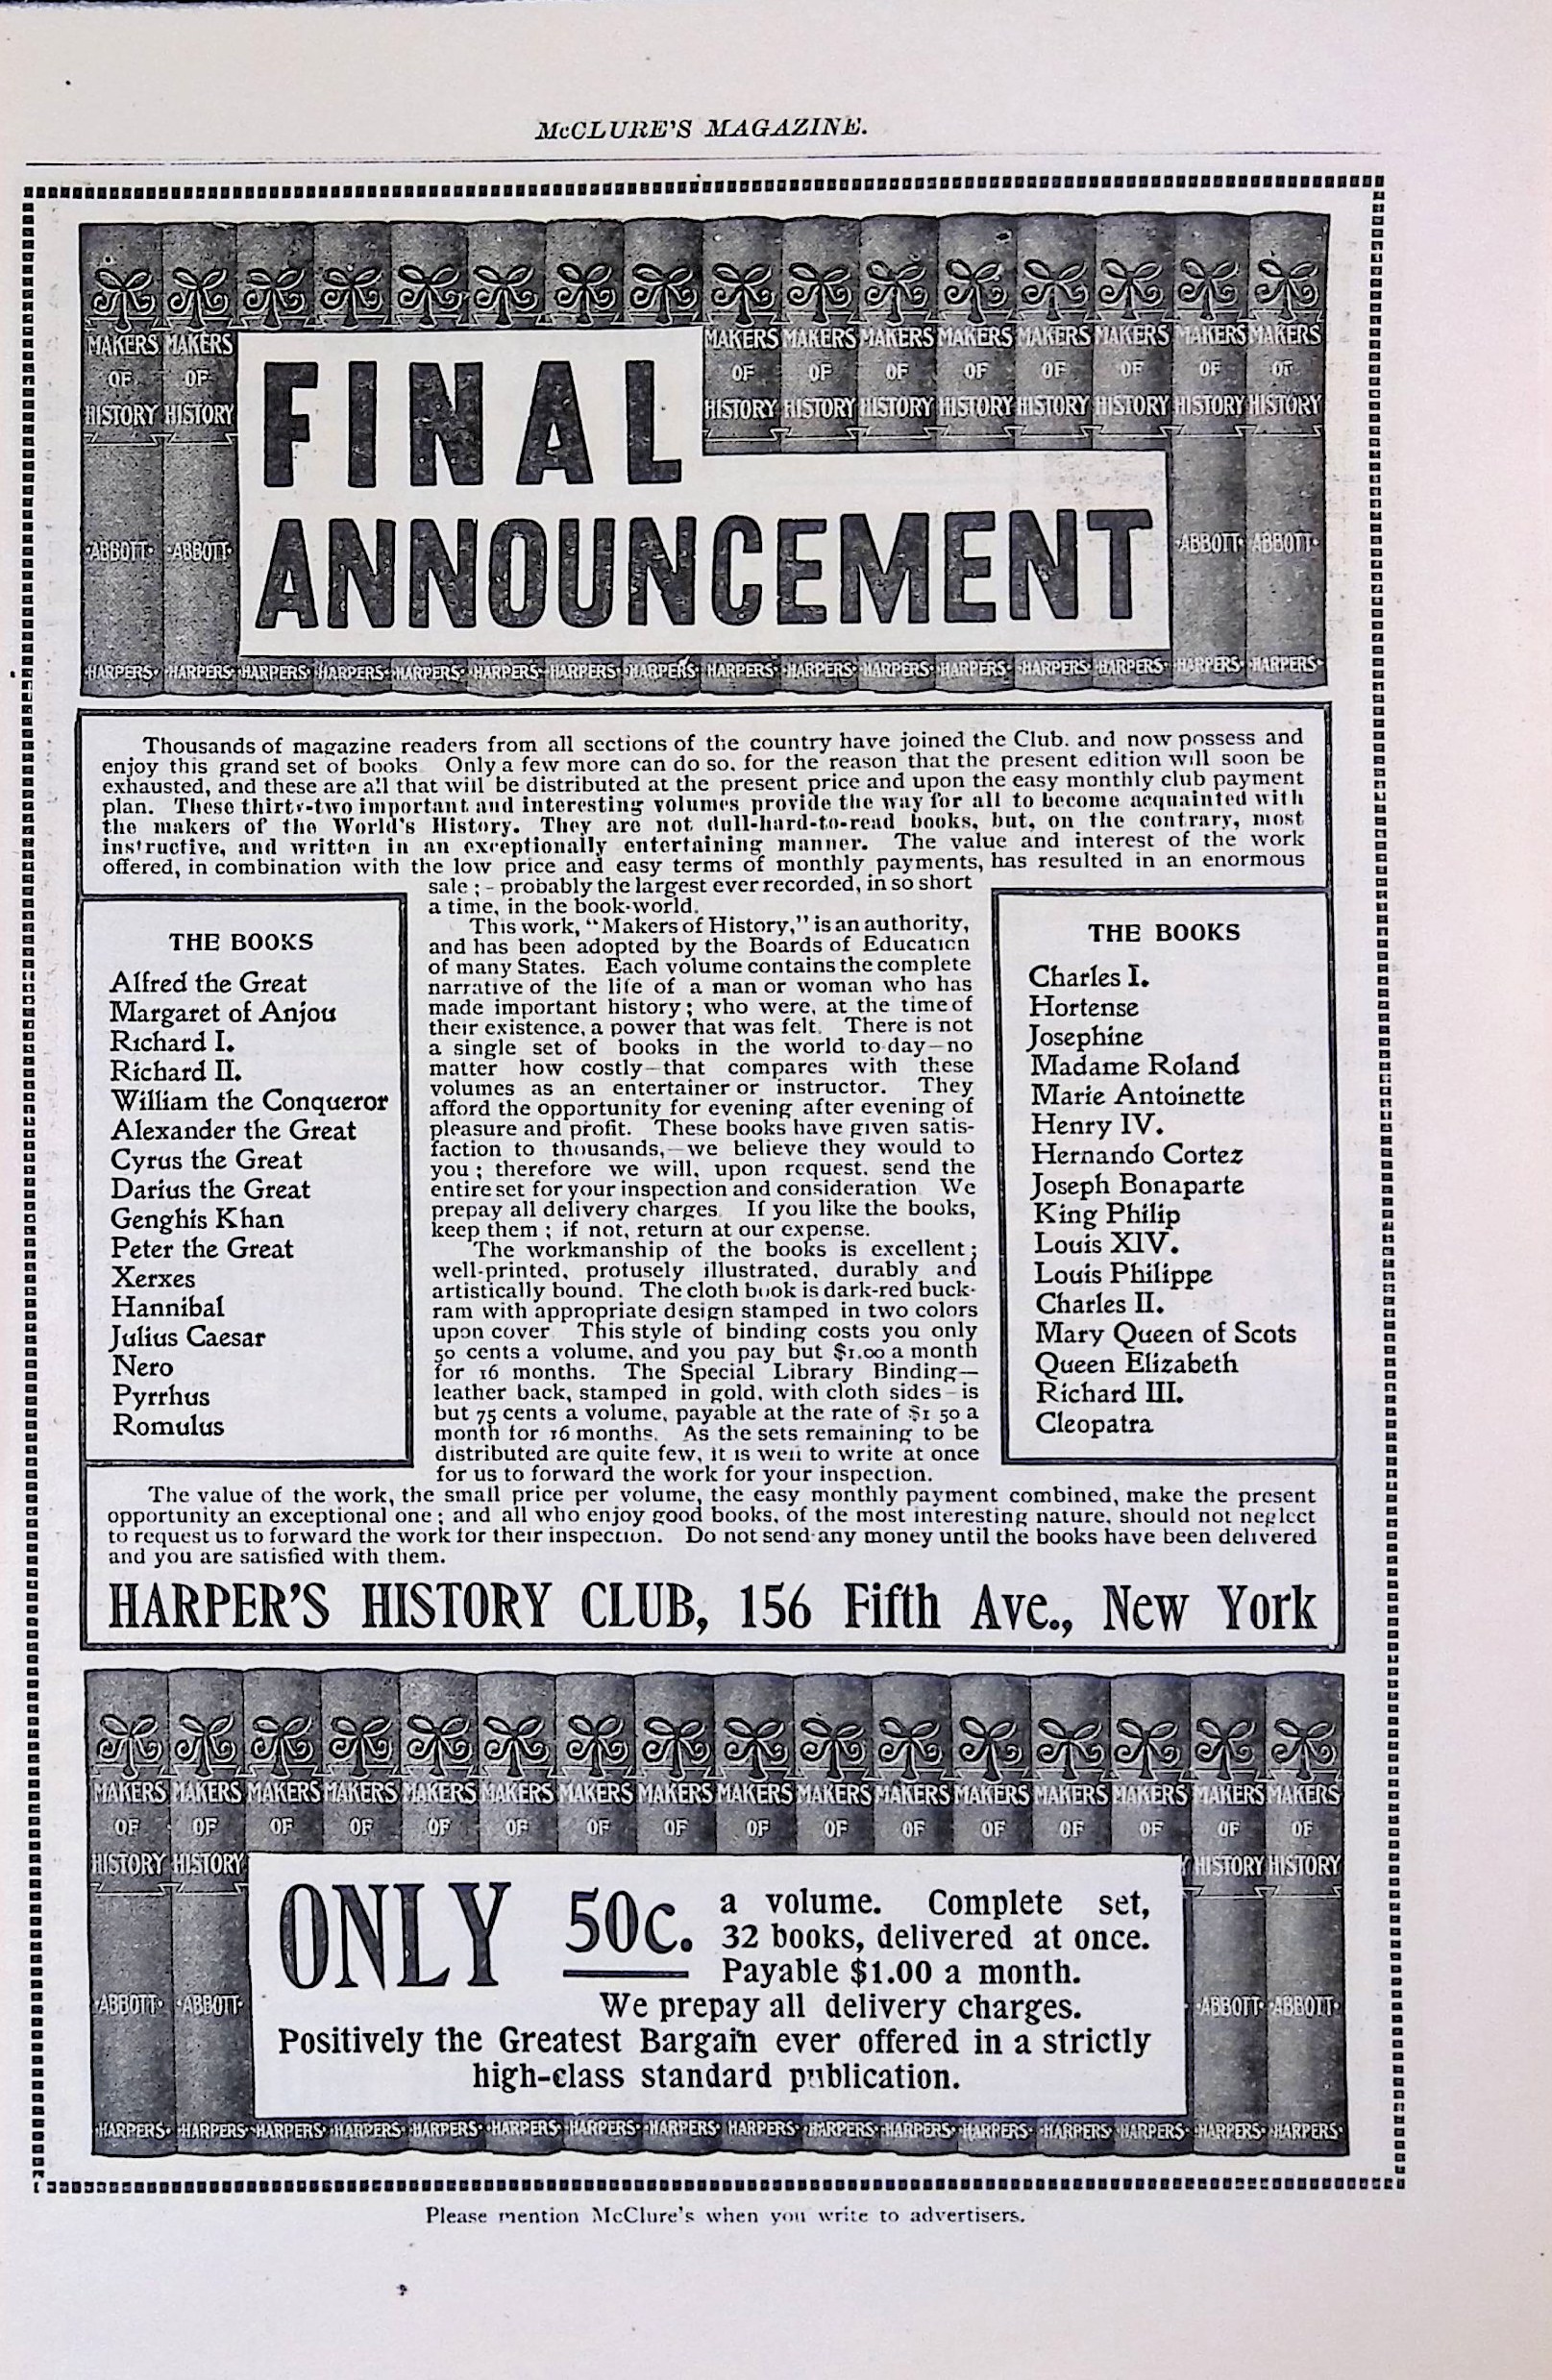 McCLURE'S MAGAZINE.
MAKERS MAKERS MAKERS MAKERS MAKERS MAKERS MAKERS MAKERS MAKERS MAKERS
OF OF OF OF OF OF OF OF OF OF
HISTORY HISTORY HISTORY HISTORY HISTORY HISTORY HISTORY HISTORY HISTORY HISTORY
FINAL
ANNOUNCEMENT
·ABBOTT· ·ABBOTT· ·ABBOTT· ABBOTT·
HARPERS· HARPERS· HARPERS· HARPERS· HARPERS· HARPERS· HARPERS· HARPERS· HARPERS· HARPERS· HARPERS· HARPERS· HARPERS· HARPERS· HARPERS· HARPERS·
Thousands of magazine readers from all sections of the country have joined the Club. and now possess and
enjoy this grand set of books. Only a few more can do so, for the reason that the present edition will soon be
exhausted, and these are all that will be distributed at the present price and upon the easy monthly club payment
plan. These thirty-two important and interesting volumes provide the way for all to become acquainted with
the makers of the World's History. They are not dull-hard-to-read books, but, on the contrary, most
instructive, and written in an exceptionally entertaining manner. The value and interest of the work
offered, in combination with the low price and easy terms of monthly payments, has resulted in an enormous
sale; - probably the largest ever recorded, in so short
a time, in the book-world.
This work, "Makers of History," is an authority,
and has been adopted by the Boards of Education
of many States. Each volume contains the complete
narrative of the life of a man or woman who has
made important history; who were, at the time of
their existence, a power that was felt. There is not
a single set of books in the world to-day—no
matter how costly—that compares with these
volumes as an entertainer or instructor. They
afford the opportunity for evening after evening of
pleasure and profit. These books have given satis-
faction to thousands,—we believe they would to
you; therefore we will, upon request, send the
entire set for your inspection and consideration. We
prepay all delivery charges. If you like the books,
keep them; if not, return at our expense.
The workmanship of the books is excellent;
well-printed, profusely illustrated, durably and
artistically bound. The cloth book is dark-red buck-
ram with appropriate design stamped in two colors
upon cover. This style of binding costs you only
50 cents a volume, and you pay but $1.00 a month
for 16 months. The Special Library Binding—
leather back, stamped in gold, with cloth sides—is
but 75 cents a volume, payable at the rate of $1 50 a
month for 16 months. As the sets remaining to be
distributed are quite few, it is well to write at once
for us to forward the work for your inspection.
THE BOOKS
Alfred the Great
Margaret of Anjou
Richard I.
Richard II.
William the Conqueror
Alexander the Great
Cyrus the Great
Darius the Great
Genghis Khan
Peter the Great
Xerxes
Hannibal
Julius Caesar
Nero
Pyrrhus
Romulus
THE BOOKS
Charles I.
Hortense
Josephine
Madame Roland
Marie Antoinette
Henry IV.
Hernando Cortez
Joseph Bonaparte
King Philip
Louis XIV.
Louis Philippe
Charles II.
Mary Queen of Scots
Queen Elizabeth
Richard III.
Cleopatra
The value of the work, the small price per volume, the easy monthly payment combined, make the present
opportunity an exceptional one; and all who enjoy good books, of the most interesting nature, should not neglect
to request us to forward the work for their inspection. Do not send any money until the books have been delivered
and you are satisfied with them.
HARPER'S HISTORY CLUB, 156 Fifth Ave., New York
MAKERS MAKERS MAKERS MAKERS MAKERS MAKERS MAKERS MAKERS MAKERS MAKERS MAKERS MAKERS MAKERS MAKERS MAKERS MAKERS
OF OF OF OF OF OF OF OF OF OF OF OF OF OF OF OF
HISTORY HISTORY HISTORY HISTORY
ONLY 50c. a volume. Complete set,
32 books, delivered at once.
Payable $1.00 a month.
We prepay all delivery charges.
Positively the Greatest Bargain ever offered in a strictly
high-class standard publication.
·ABBOTT· ·ABBOTT· ·ABBOTT· ·ABBOTT·
·HARPERS· ·HARPERS· ·HARPERS· ·HARPERS· ·HARPERS· ·HARPERS· ·HARPERS· ·HARPERS· HARPERS· ·HARPERS· ·HARPERS· ·HARPERS· ·HARPERS· HARPERS· ·HARPERS· ·HARPERS·
Please mention McClure's when you write to advertisers.